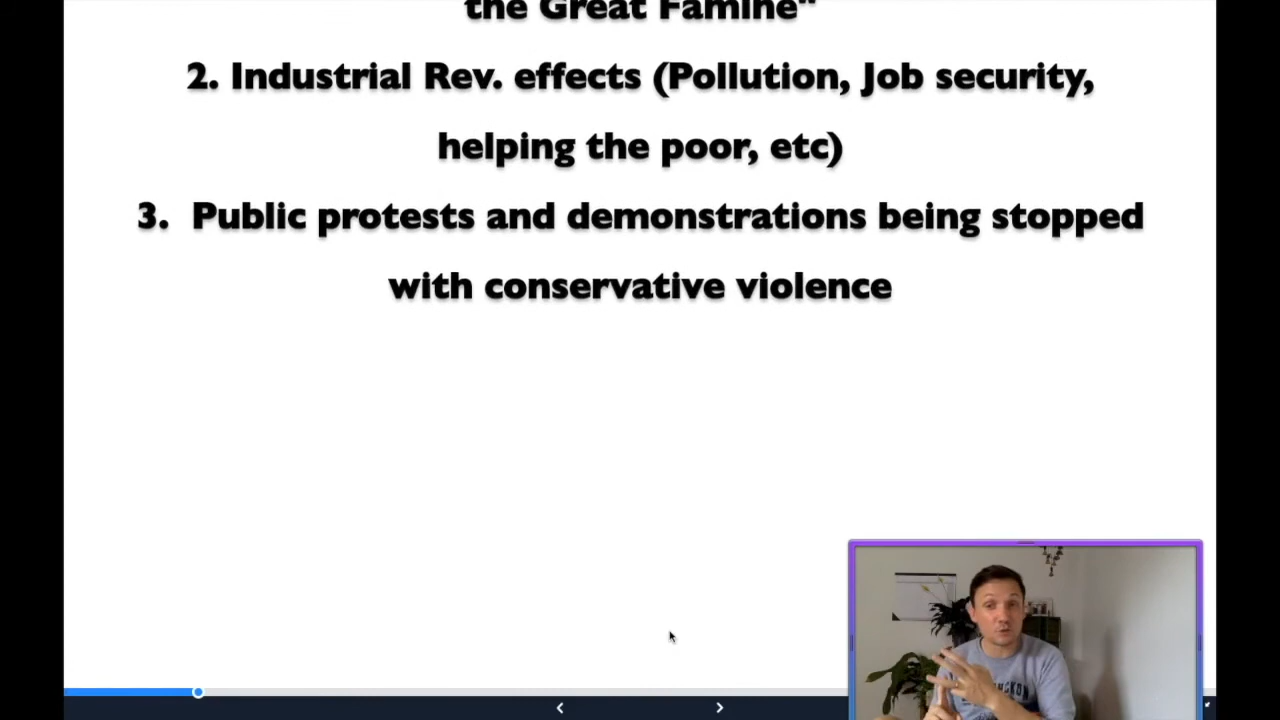 the Great Famine"
2. Industrial Rev. effects (Pollution, Job security,
helping the poor, etc)
3. Public protests and demonstrations being stopped
with conservative violence